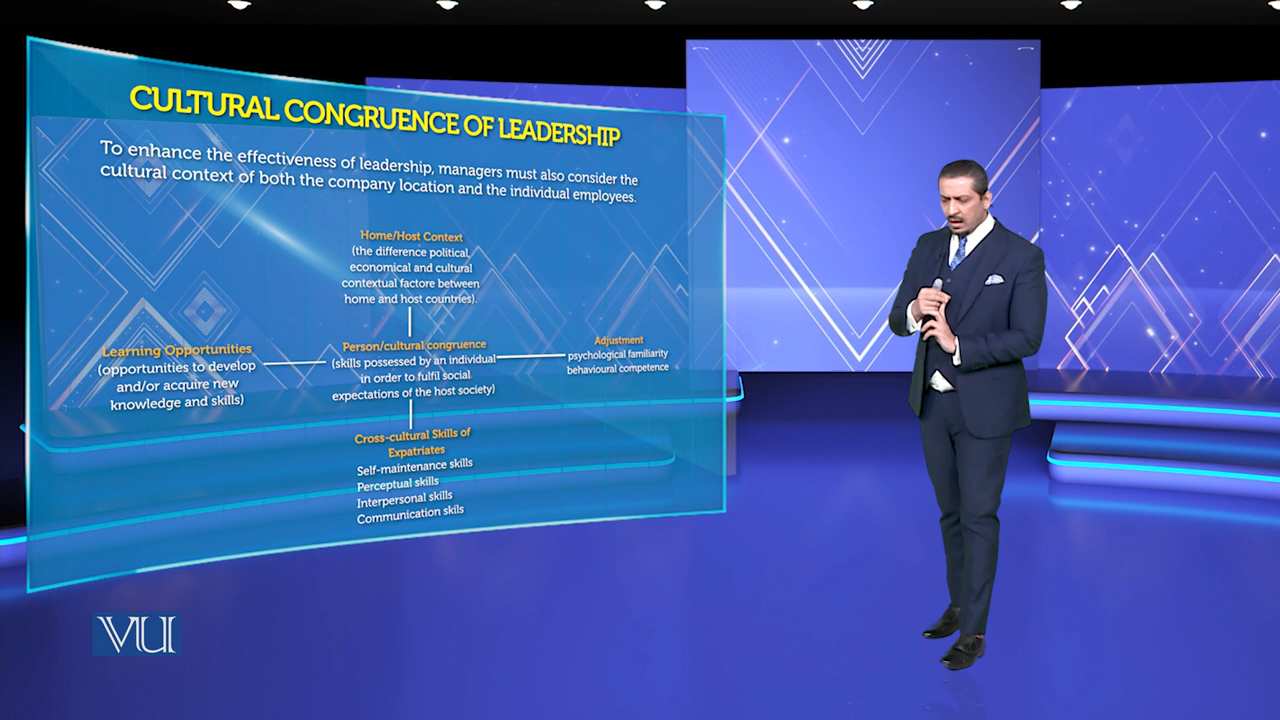 CULTURAL CONGRUENCE OF LEADERSHIP
To enhance the effectiveness of leadership, managers must also consider the
cultural context of both the company location and the individual employees.
Home/Host Context
(the difference political,
economical and cultural
contextual factore between
home and host countries).
Learning Opportunities
(opportunities to develop
and/or acquire new
knowledge and skills)
Person/cultural congruence
(skills possessed by an individual
in order to fulfil social
expectations of the host society)
Adjustment
psychological familiarity
behavioural competence
Cross-cultural Skills of
Expatriates
Self-maintenance skills
Perceptual skills
Interpersonal skills
Communication skils
VU